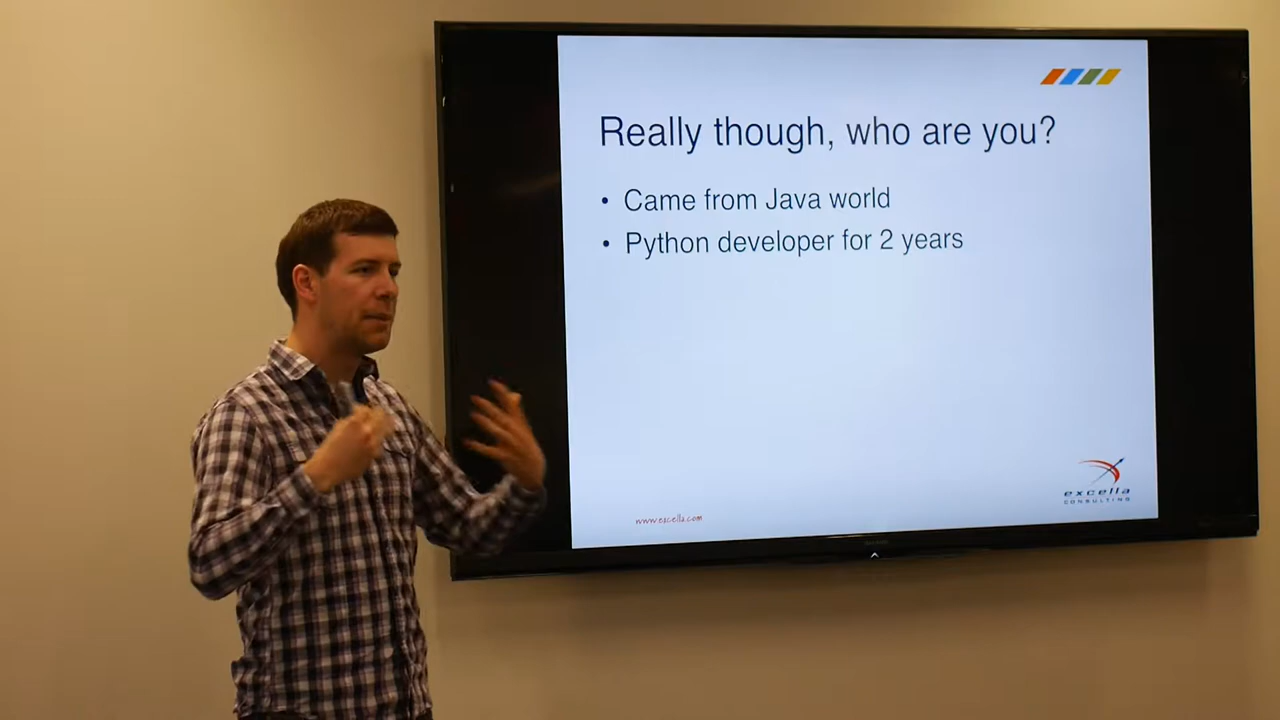 Really though, who are you?
• Came from Java world
• Python developer for 2 years
excella
CONSULTING
www.excella.com